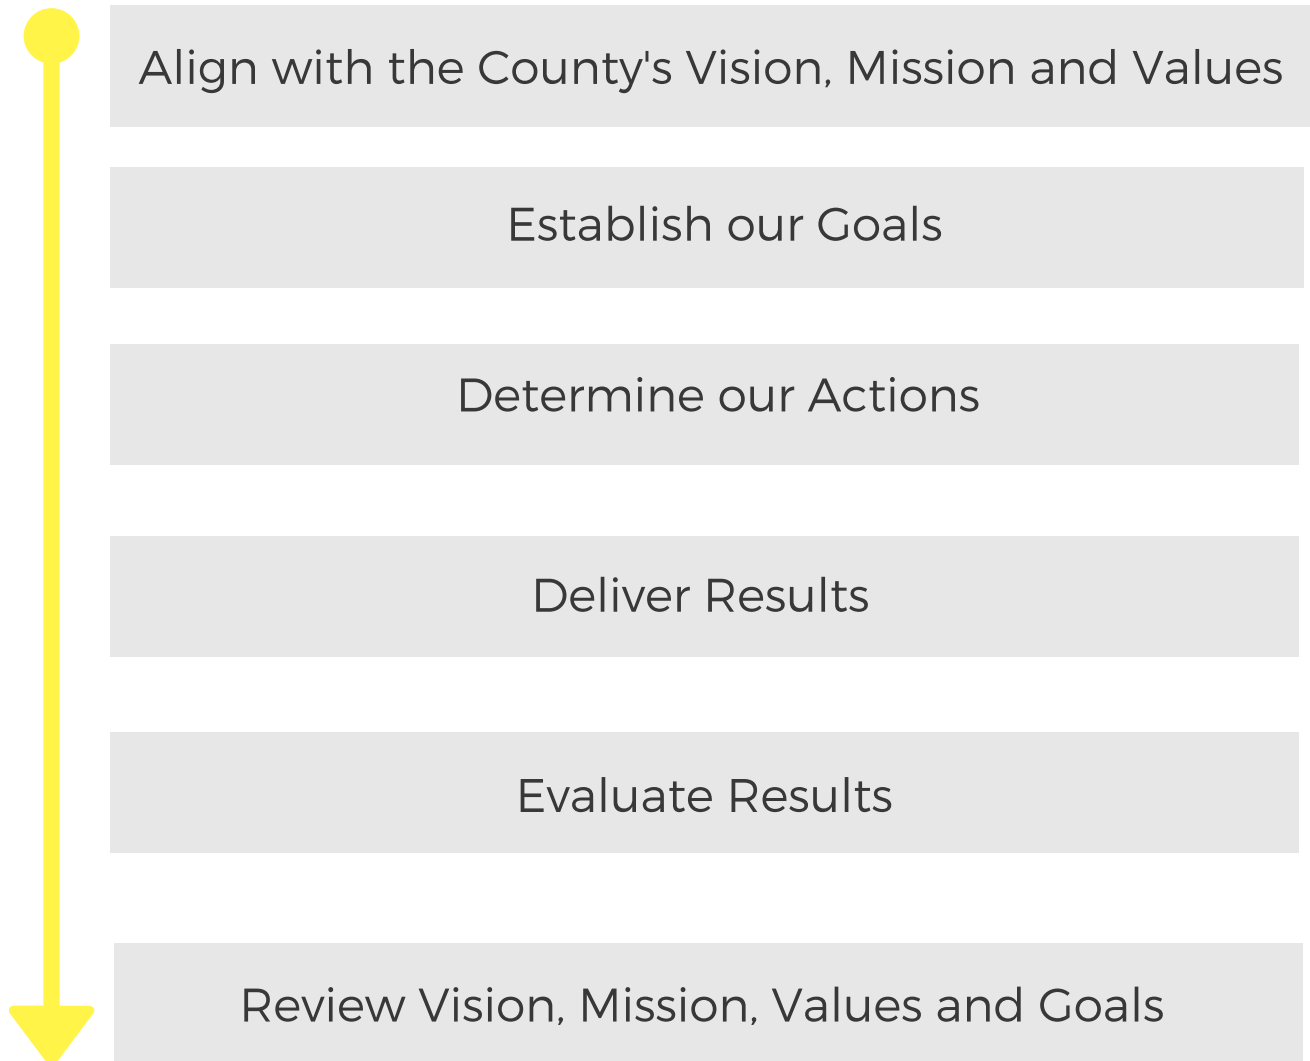 Align with the County's Vision, Mission and Values
Establish our Goals
Determine our Actions
Deliver Results
Evaluate Results
Review Vision, Mission, Values and Goals